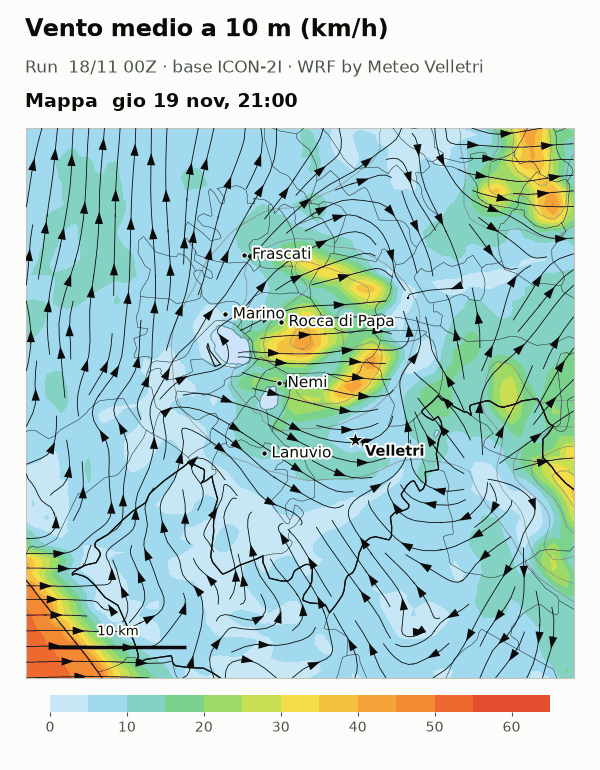 Vento medio a 10 m (km/h)
Run  18/11 00Z · base ICON-2I · WRF by Meteo Velletri
Mappa  gio 19 nov, 21:00
Frascati
Marino
Rocca di Papa
Nemi
Velletri
Lanuvio
10 km
0 10 20 30 40 50 60